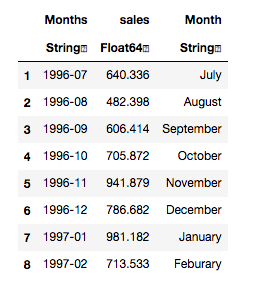 Months sales Month
String? Float64? String?
1 1996-07 640.336 July
2 1996-08 482.398 August
3 1996-09 606.414 September
4 1996-10 705.872 October
5 1996-11 941.879 November
6 1996-12 786.682 December
7 1997-01 981.182 January
8 1997-02 713.533 Feburary